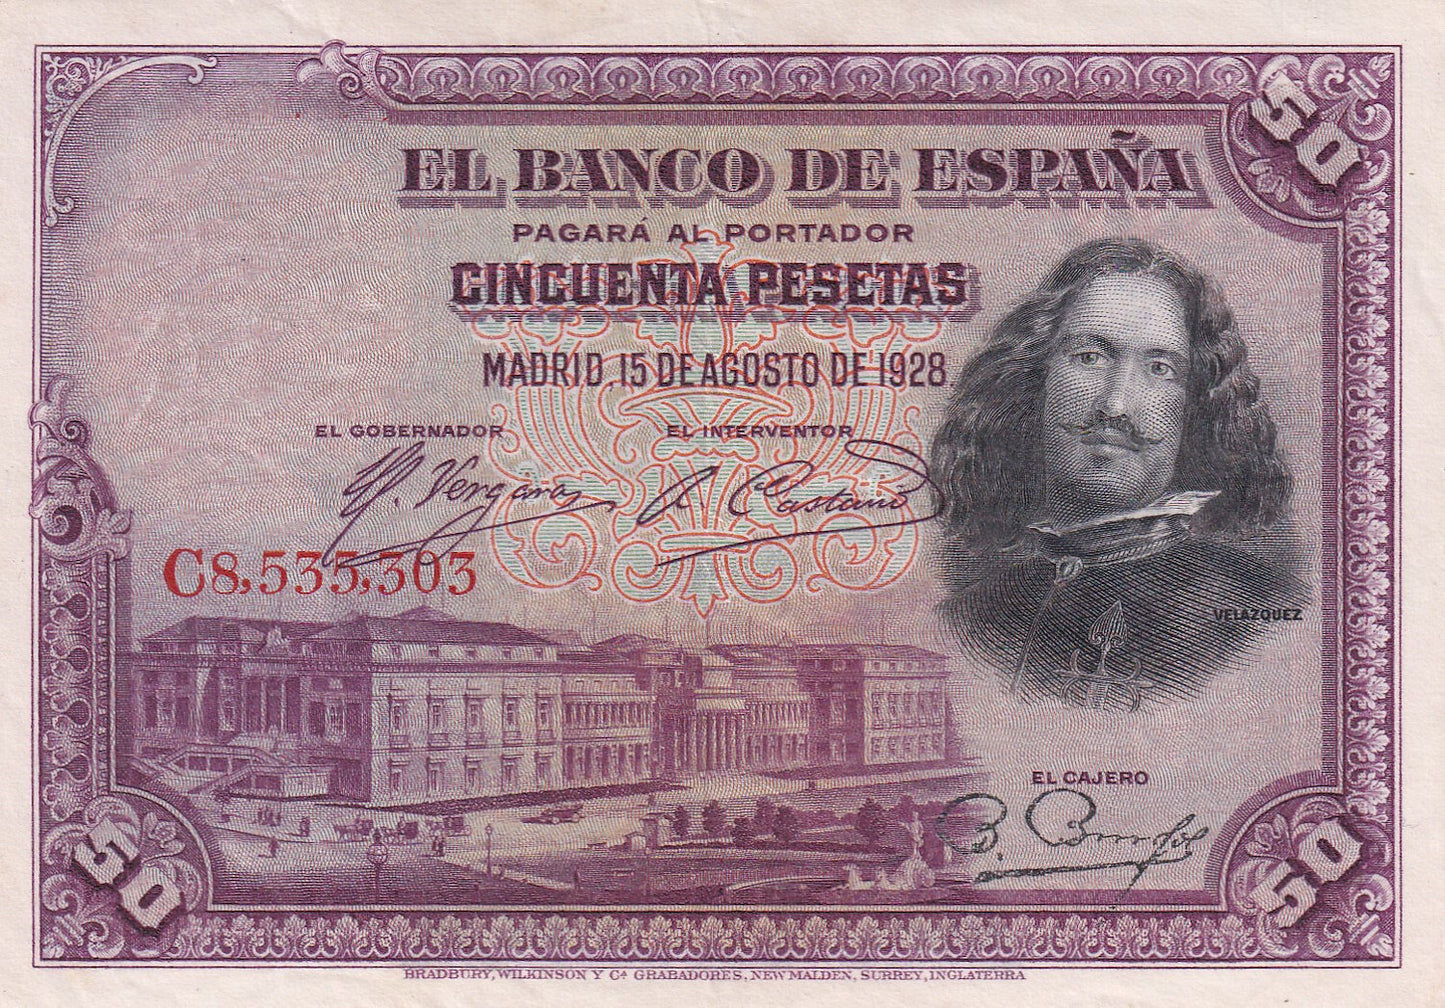 50
EL BANCO DE ESPAÑA
PAGARÁ AL PORTADOR
CINCUENTA PESETAS
MADRID, 15 DE AGOSTO DE 1928
EL GOBERNADOR EL INTERVENTOR
C8,535,303
VELAZQUEZ
EL CAJERO
50
50
BRADBURY, WILKINSON Y Cª GRABADORES, NEW MALDEN, SURREY, INGLATERRA